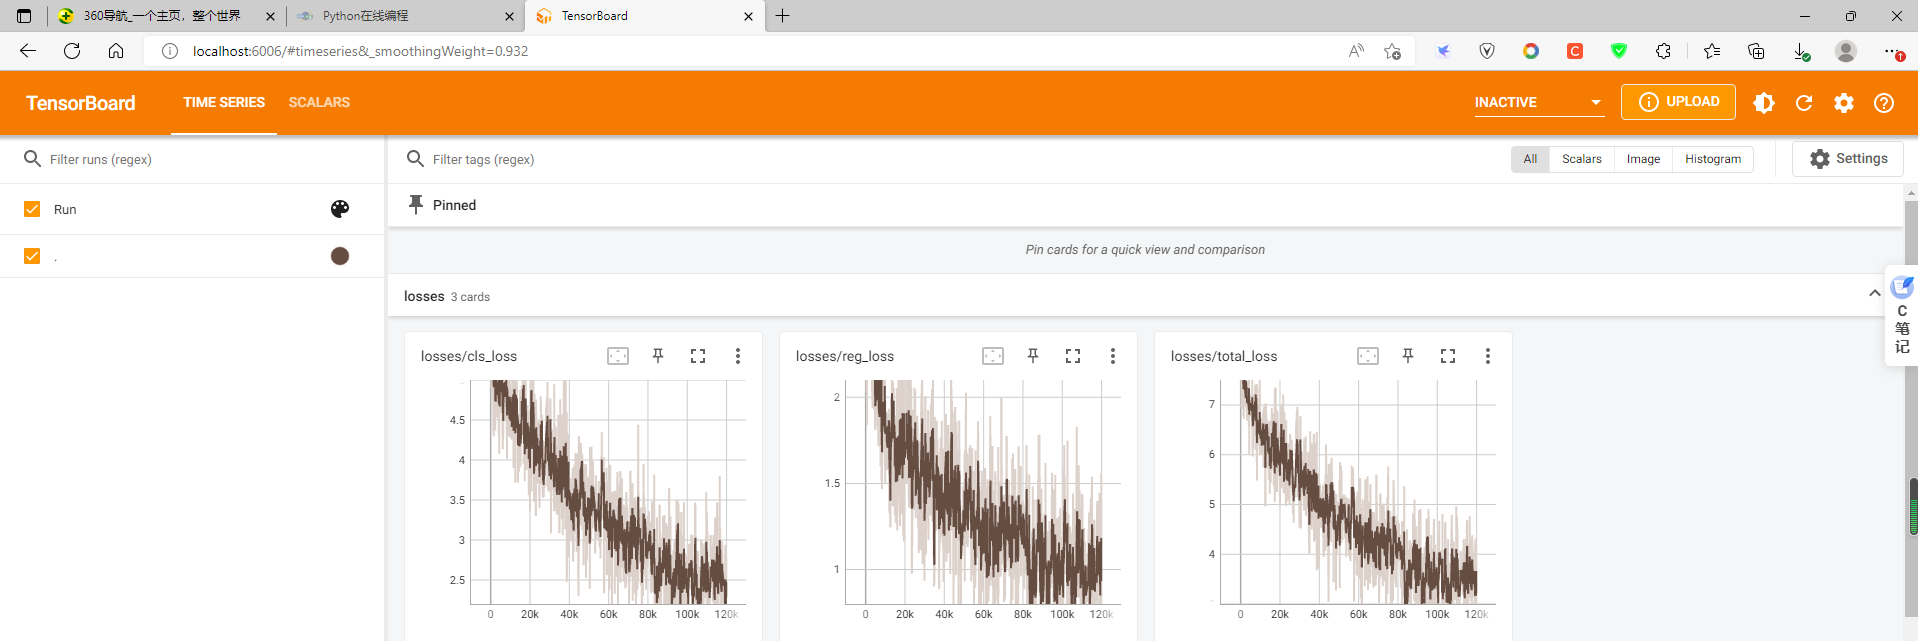 360导航_一个主页，整个世界
Python在线编程
TensorBoard
localhost:6006/#timeseries&_smoothingWeight=0.932
TensorBoard
TIME SERIES
SCALARS
INACTIVE
UPLOAD
Filter runs (regex)
Filter tags (regex)
All
Scalars
Image
Histogram
Settings
Run
.
Pinned
Pin cards for a quick view and comparison
losses 3 cards
C
笔
记
losses/cls_loss
4.5
4
3.5
3
2.5
0 20k 40k 60k 80k 100k 120k
losses/reg_loss
2
1.5
1
0 20k 40k 60k 80k 100k 120k
losses/total_loss
7
6
5
4
0 20k 40k 60k 80k 100k 120k